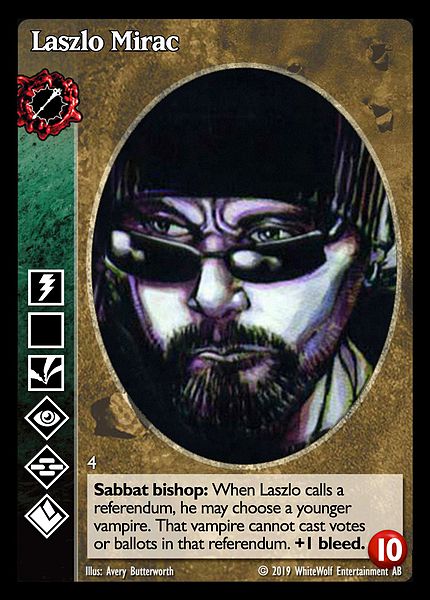 Laszlo Mirac
4
Sabbat bishop: When Laszlo calls a
referendum, he may choose a younger
vampire. That vampire cannot cast votes
or ballots in that referendum. +1 bleed.
10
Illus: Avery Butterworth © 2019 WhiteWolf Entertainment AB